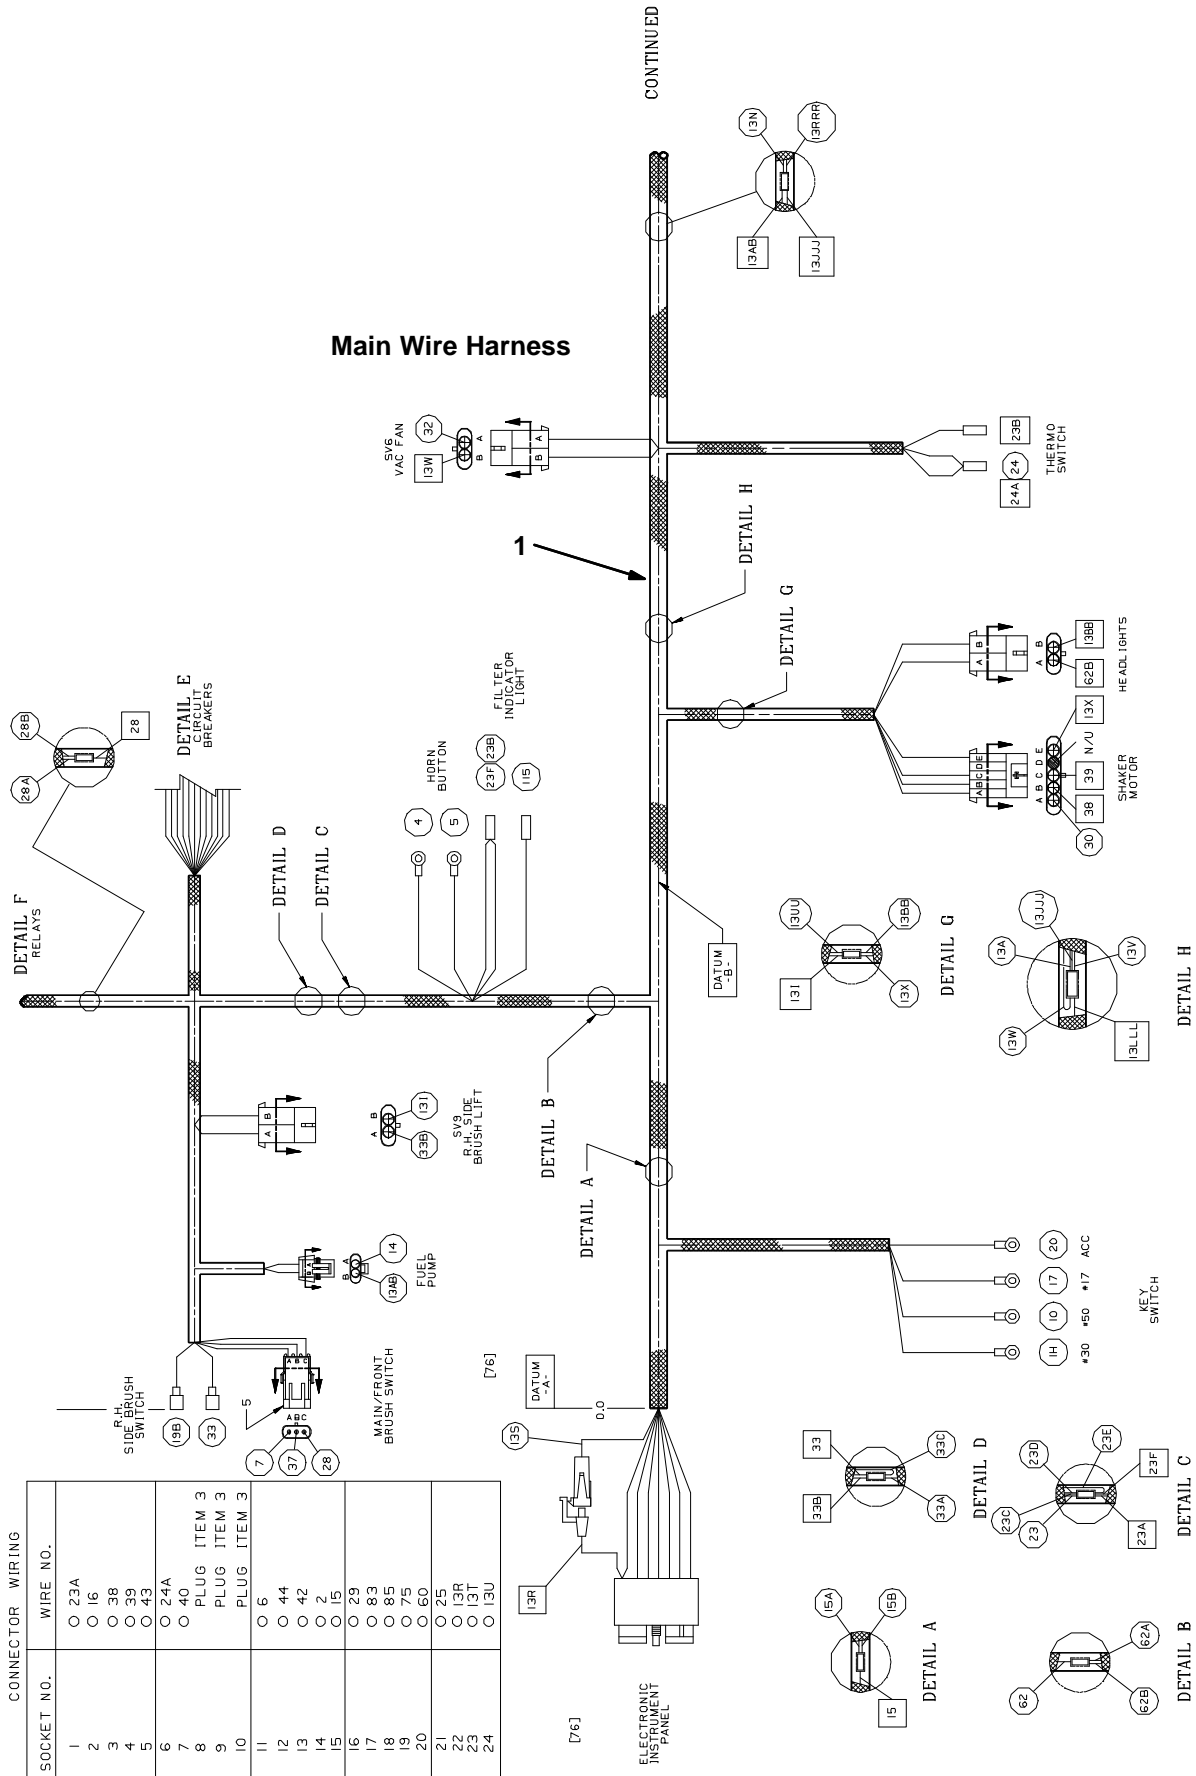 Main Wire Harness
1
CONTINUED
CONNECTOR WIRING
SOCKET NO. WIRE NO.
1 23A
2 16
3 38
4 39
5 43
6 24A
7 40
8 PLUG ITEM 3
9 PLUG ITEM 3
10 PLUG ITEM 3
11 6
12 44
13 42
14 2
15 15
16 29
17 83
18 85
19 75
20 60
21 25
22 13R
23 13T
24 13U
R.H.
SIDE BRUSH
SWITCH
19B
33
5
A B C
A B C
7
37
28
MAIN/FRONT
BRUSH SWITCH
B A
B A
13AB
14
FUEL
PUMP
A B
A B
33B
13I
SV9
R.H. SIDE
BRUSH LIFT
DETAIL F
RELAYS
28A
28B
28
DETAIL E
CIRCUIT
BREAKERS
DETAIL D
DETAIL C
HORN
BUTTON
4
5
23F
23B
115
FILTER
INDICATOR
LIGHT
DETAIL B
DETAIL A
SV6
VAC FAN
13W
32
B A
B A
[76]
DATUM
-A-
0.0
13S
13R
[76]
ELECTRONIC
INSTRUMENT
PANEL
DATUM
-B-
DETAIL H
DETAIL G
13AB
13N
13JJJ
13RRR
23B
24A
24
THERMO
SWITCH
A B
A B
62B
13BB
HEADLIGHTS
A B C D E
A B C D E
30
38
39
N/U
13X
SHAKER
MOTOR
1H
10
17
20
#30
#50
#17
ACC
KEY
SWITCH
15A
15B
15
DETAIL A
62
62A
62B
DETAIL B
23C
23D
23
23E
23A
23F
DETAIL C
33B
33
33A
33C
DETAIL D
13I
13UU
13X
13BB
DETAIL G
13W
13A
13JJJ
13LLL
13V
DETAIL H